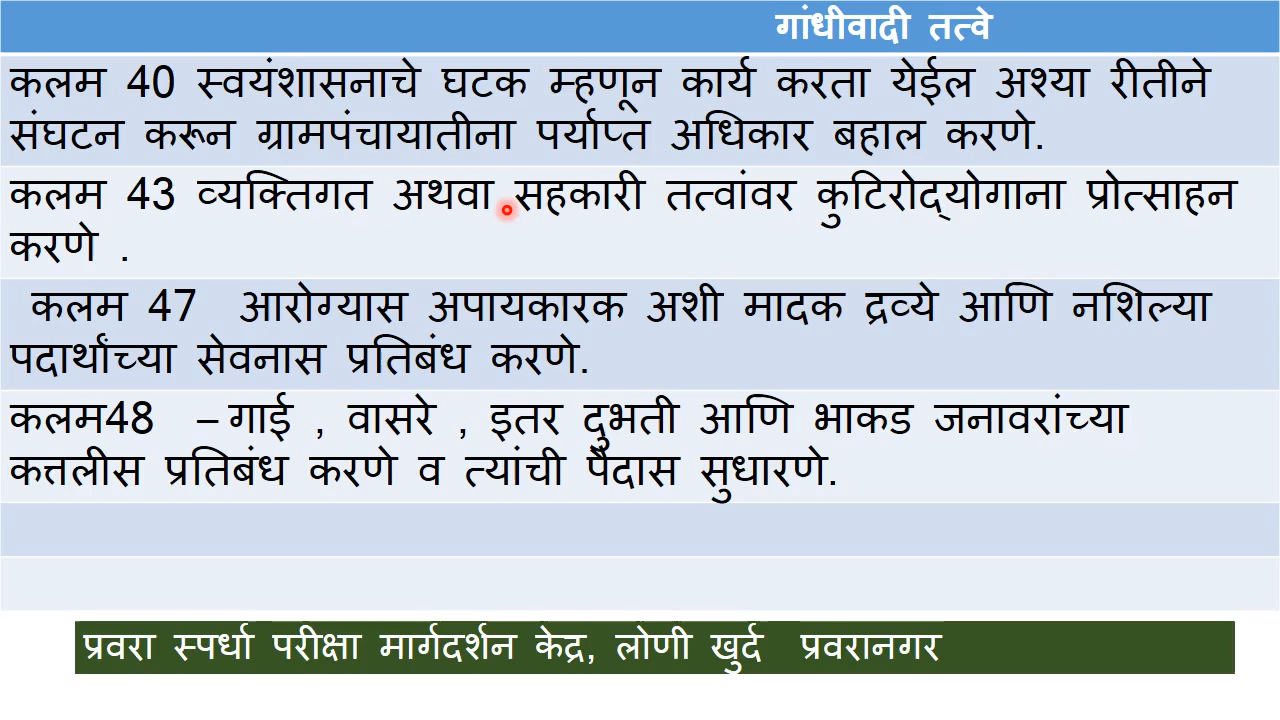 गांधीवादी तत्वे
कलम 40 स्वयंशासनाचे घटक म्हणून कार्य करता येईल अश्या रीतीने
संघटन करून ग्रामपंचायातीना पर्याप्त अधिकार बहाल करणे.
कलम 43 व्यक्तिगत अथवा सहकारी तत्वांवर कुटिरोद्योगाना प्रोत्साहन
करणे .
कलम 47 आरोग्यास अपायकारक अशी मादक द्रव्ये आणि नशिल्या
पदार्थांच्या सेवनास प्रतिबंध करणे.
कलम48 – गाई , वासरे , इतर दुभती आणि भाकड जनावरांच्या
कत्तलीस प्रतिबंध करणे व त्यांची पैदास सुधारणे.
प्रवरा स्पर्धा परीक्षा मार्गदर्शन केद्र, लोणी खुर्द प्रवरानगर